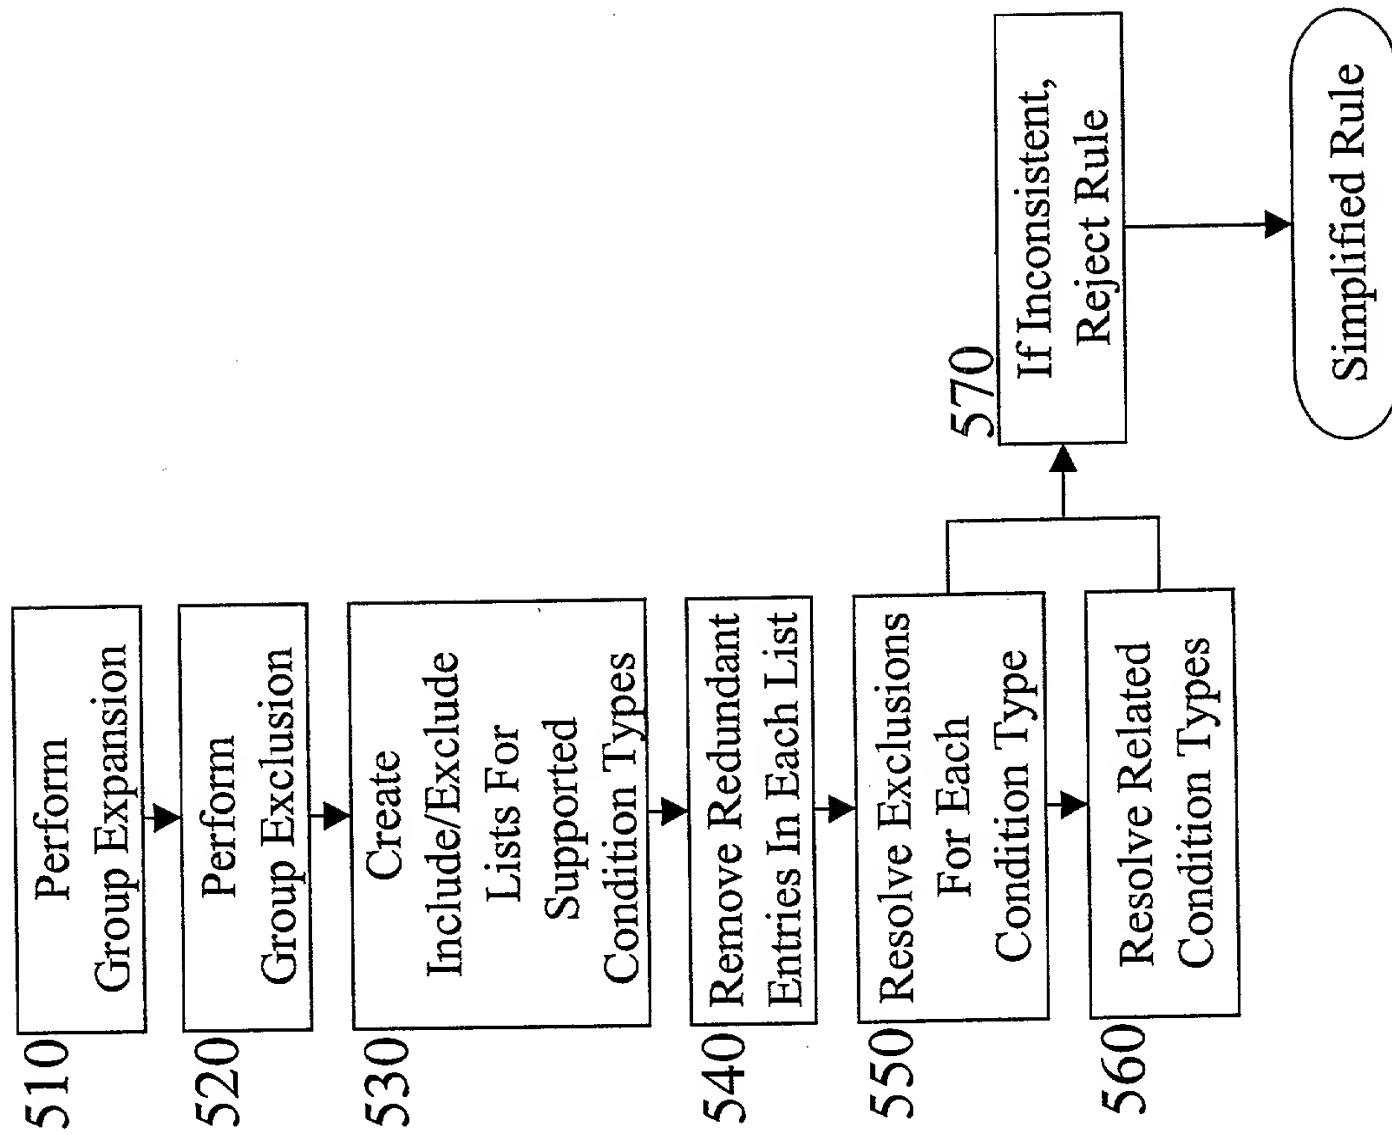 510
Perform
Group Expansion
520
Perform
Group Exclusion
530
Create
Include/Exclude
Lists For
Supported
Condition Types
540
Remove Redundant
Entries In Each List
550
Resolve Exclusions
For Each
Condition Type
560
Resolve Related
Condition Types
570
If Inconsistent,
Reject Rule
Simplified Rule